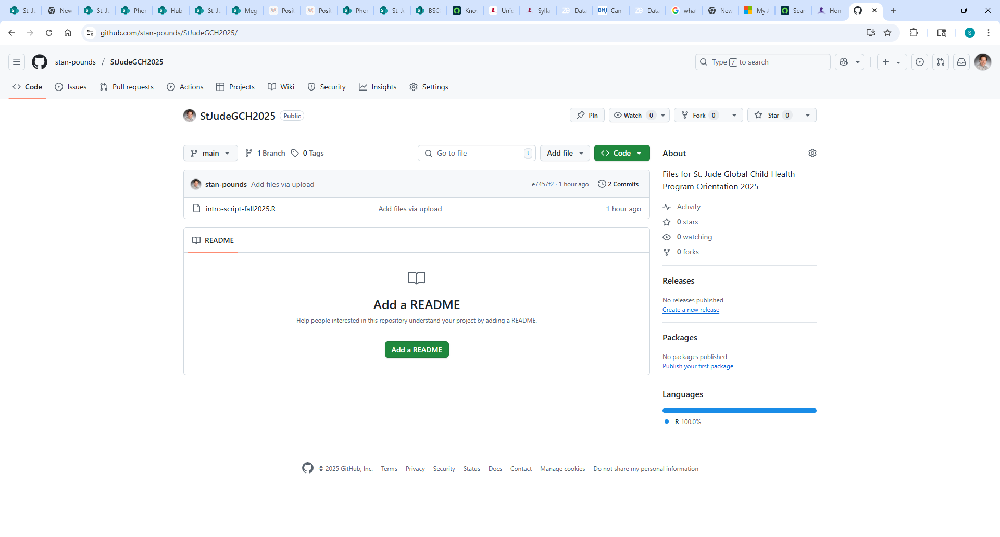 St. Ju
New
St. Ju
Phon
Hub
St. Ju
Meg
Posit
Posit
Pho
St. Ju
BSC
Kno
Unic
Sylla
Data
BMJ Can
Data
wha
New
My A
Sear
Hom
github.com/stan-pounds/StJudeGCH2025/
S
stan-pounds / StJudeGCH2025
Type / to search
Code
Issues
Pull requests
Actions
Projects
Wiki
Security
Insights
Settings
StJudeGCH2025 Public
Pin
Watch 0
Fork 0
Star 0
main
1 Branch
0 Tags
Go to file t
Add file
Code
stan-pounds Add files via upload
e7457f2 · 1 hour ago
2 Commits
intro-script-fall2025.R
Add files via upload
1 hour ago
README
Add a README
Help people interested in this repository understand your project by adding a README.
Add a README
About
Files for St. Jude Global Child Health
Program Orientation 2025
Activity
0 stars
0 watching
0 forks
Releases
No releases published
Create a new release
Packages
No packages published
Publish your first package
Languages
R 100.0%
© 2025 GitHub, Inc.
Terms
Privacy
Security
Status
Docs
Contact
Manage cookies
Do not share my personal information